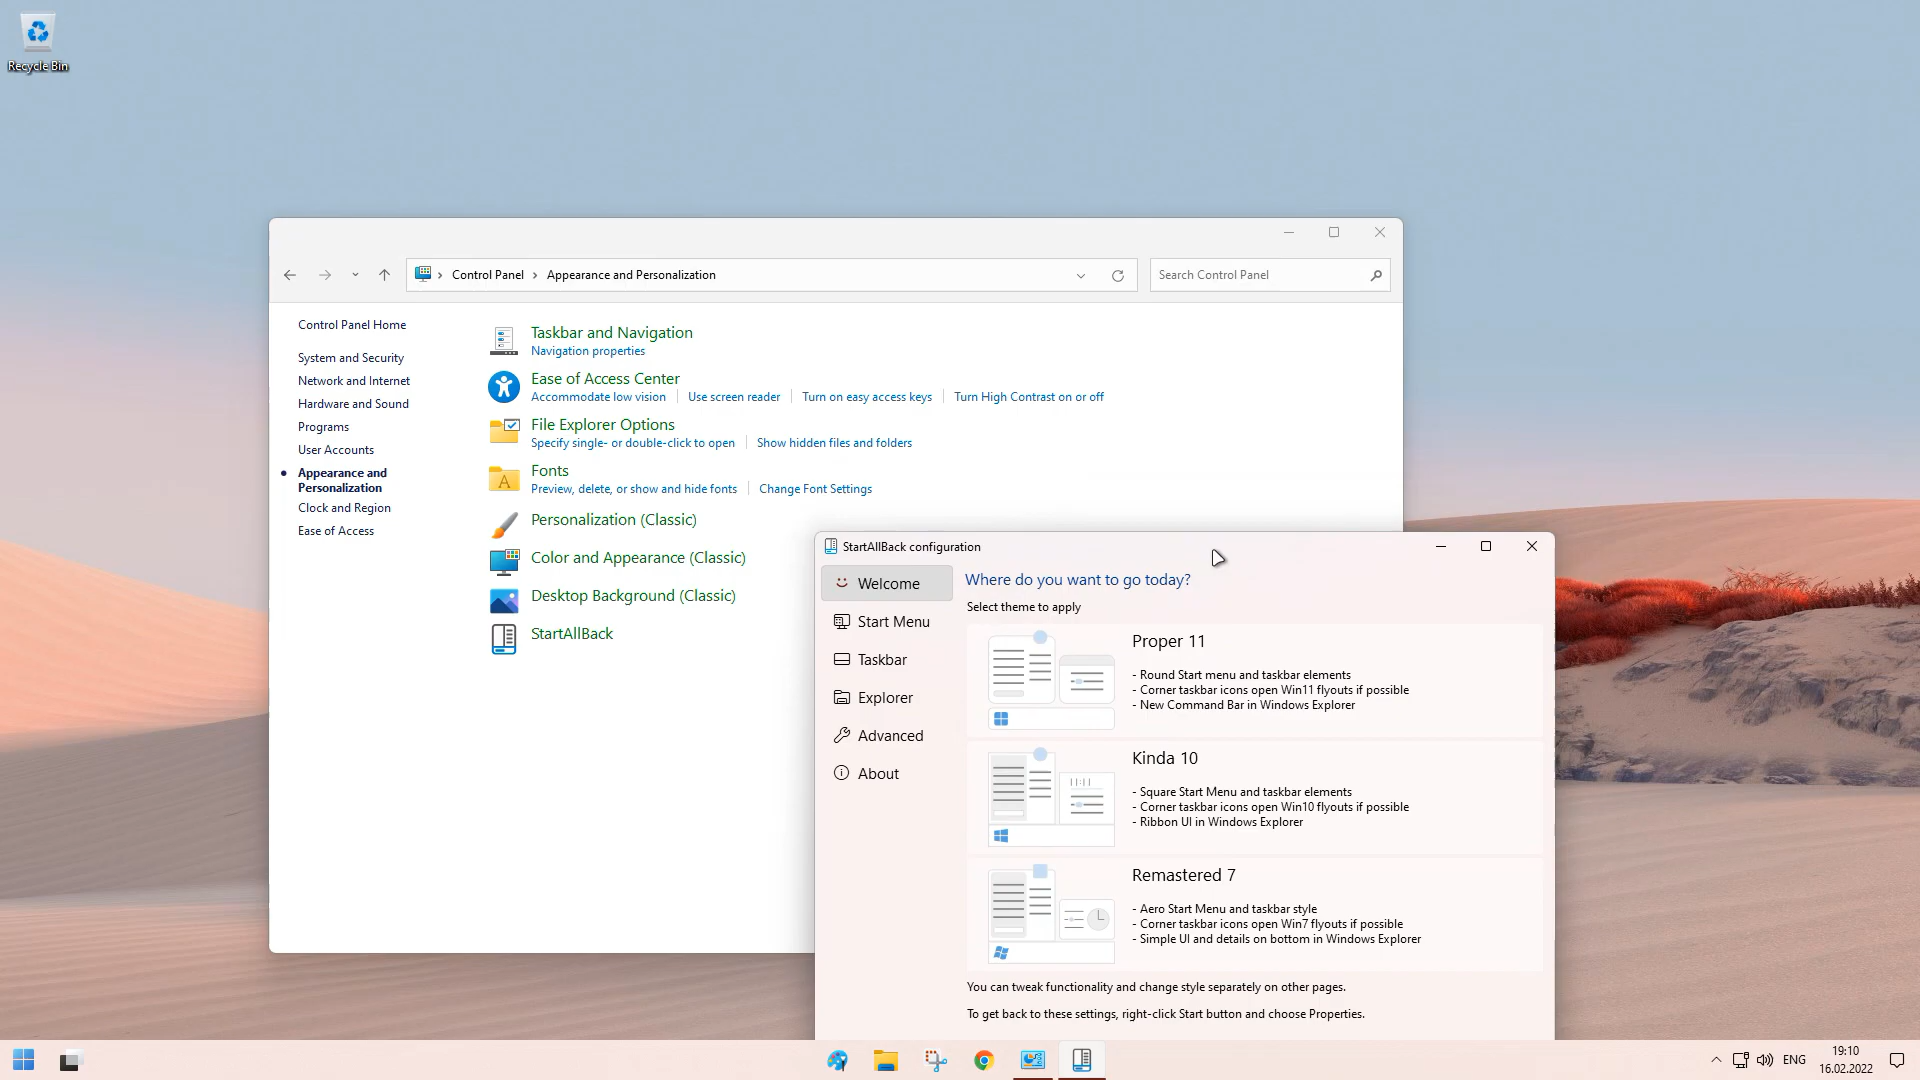 Recycle Bin
Control Panel
Appearance and Personalization
Search Control Panel
Control Panel Home
System and Security
Network and Internet
Hardware and Sound
Programs
User Accounts
Appearance and
Personalization
Clock and Region
Ease of Access
Taskbar and Navigation
Navigation properties
Ease of Access Center
Accommodate low vision
Use screen reader
Turn on easy access keys
Turn High Contrast on or off
File Explorer Options
Specify single- or double-click to open
Show hidden files and folders
Fonts
Preview, delete, or show and hide fonts
Change Font Settings
Personalization (Classic)
Color and Appearance (Classic)
Desktop Background (Classic)
StartAllBack
StartAllBack configuration
Welcome
Start Menu
Taskbar
Explorer
Advanced
About
Where do you want to go today?
Select theme to apply
Proper 11
- Round Start menu and taskbar elements
- Corner taskbar icons open Win11 flyouts if possible
- New Command Bar in Windows Explorer
Kinda 10
- Square Start Menu and taskbar elements
- Corner taskbar icons open Win10 flyouts if possible
- Ribbon UI in Windows Explorer
Remastered 7
- Aero Start Menu and taskbar style
- Corner taskbar icons open Win7 flyouts if possible
- Simple UI and details on bottom in Windows Explorer
You can tweak functionality and change style separately on other pages.
To get back to these settings, right-click Start button and choose Properties.
ENG
19:10
16.02.2022